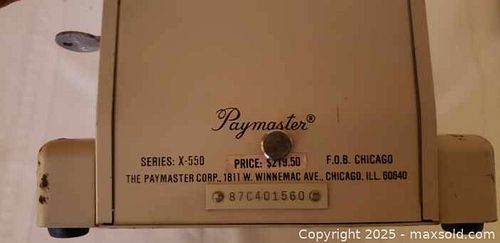 Paymaster®
SERIES: X-550 PRICE: $219.50 F.O.B. CHICAGO
THE PAYMASTER CORP., 1811 W. WINNEMAC AVE., CHICAGO, ILL. 60640
87C401560
Copyright © 2025 - maxsold.com